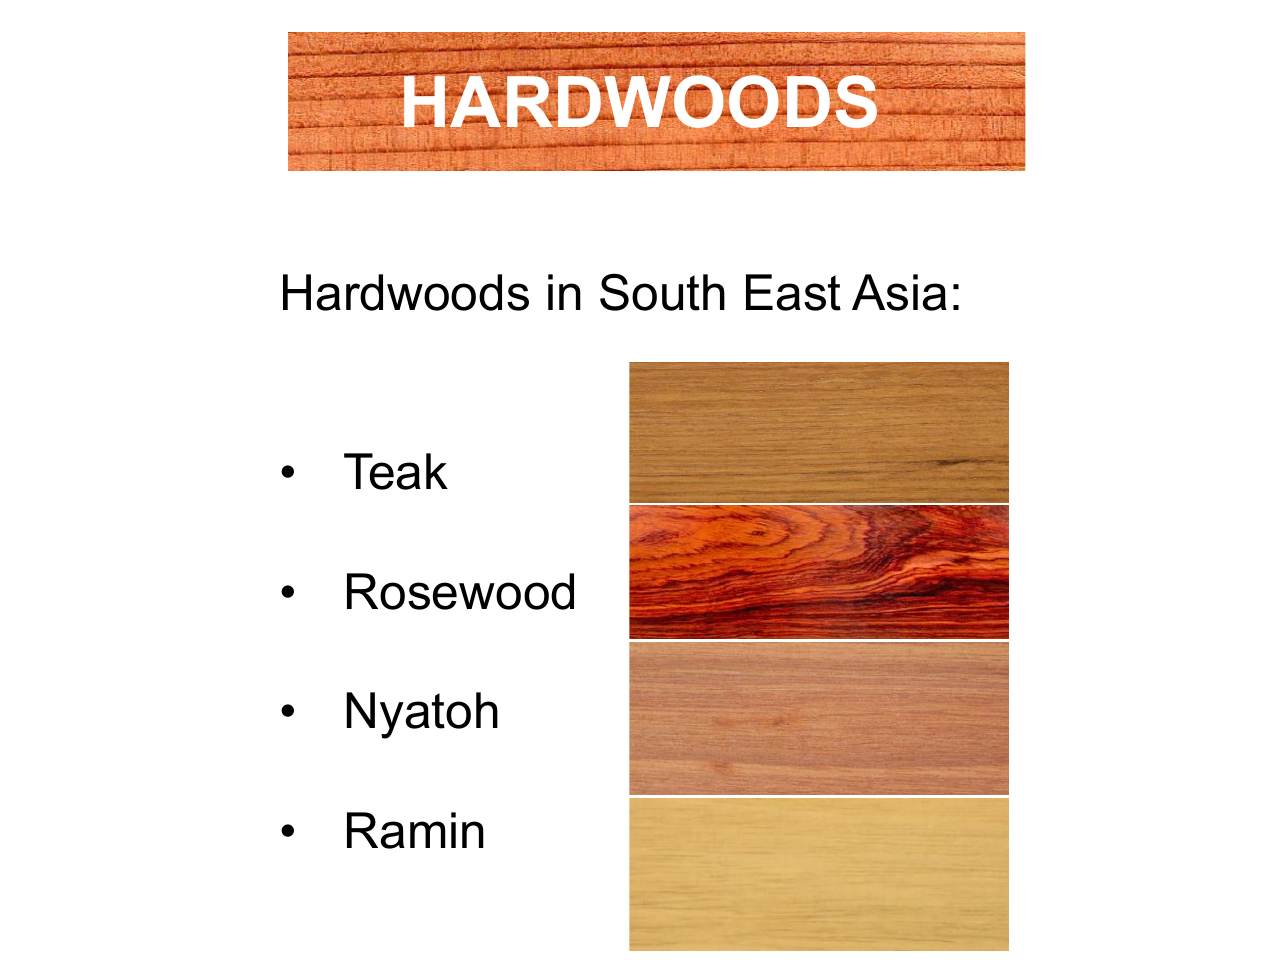 HARDWOODS
Hardwoods in South East Asia:
• Teak
• Rosewood
• Nyatoh
• Ramin